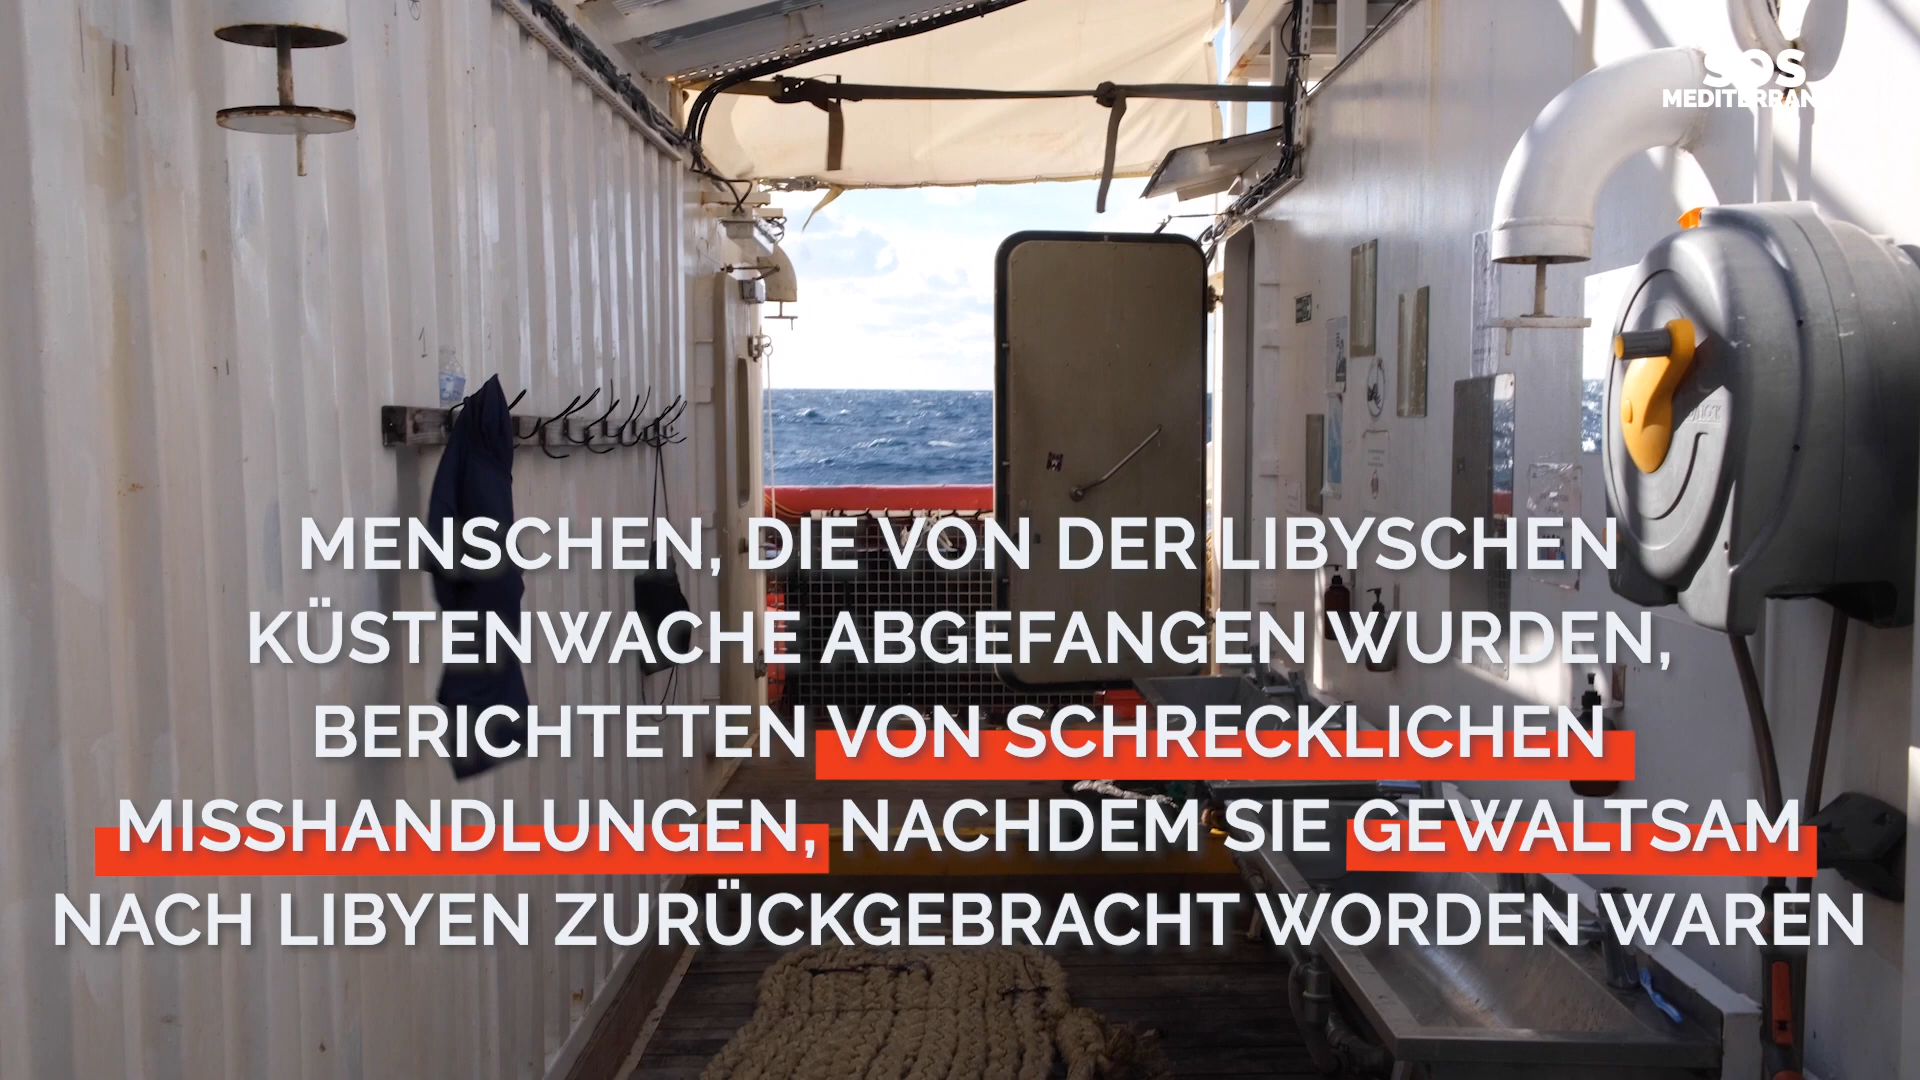 SOS
MEDITERRAN
MENSCHEN, DIE VON DER LIBYSCHEN
KÜSTENWACHE ABGEFANGEN WURDEN,
BERICHTETEN VON SCHRECKLICHEN
MISSHANDLUNGEN, NACHDEM SIE GEWALTSAM
NACH LIBYEN ZURÜCKGEBRACHT WORDEN WAREN